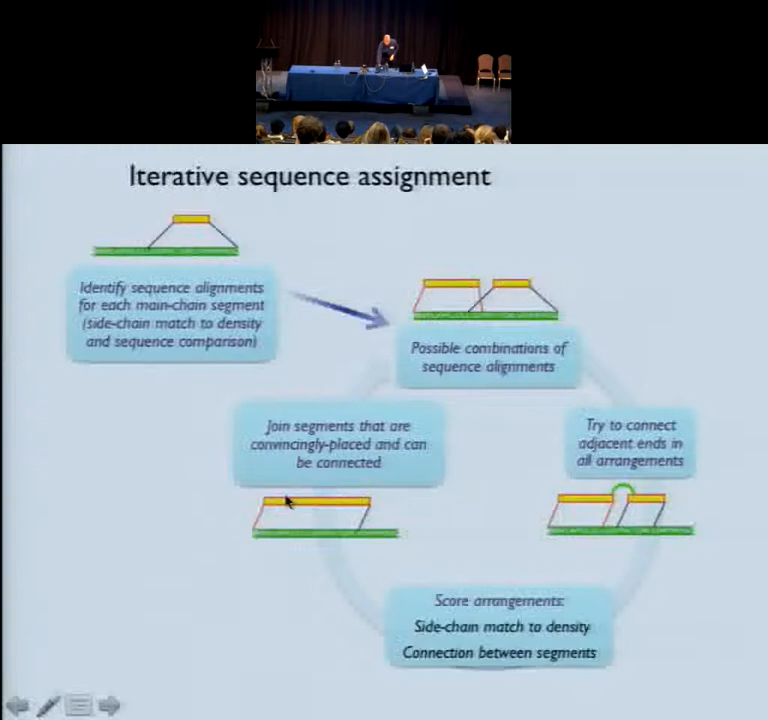 Iterative sequence assignment
Identify sequence alignments
for each main-chain segment
(side-chain match to density
and sequence comparison)
Possible combinations of
sequence alignments
Try to connect
adjacent ends in
all arrangements
Score arrangements:
Side-chain match to density
Connection between segments
Join segments that are
convincingly-placed and can
be connected